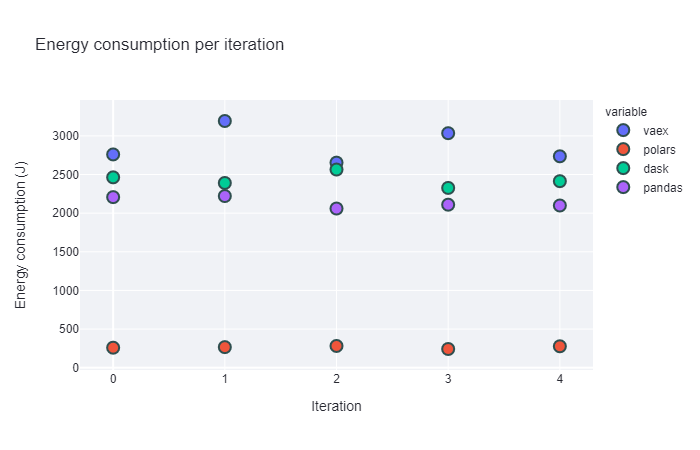 Energy consumption per iteration
variable
vaex
polars
dask
pandas
Energy consumption (J)
3000
2500
2000
1500
1000
500
0
0 1 2 3 4
Iteration